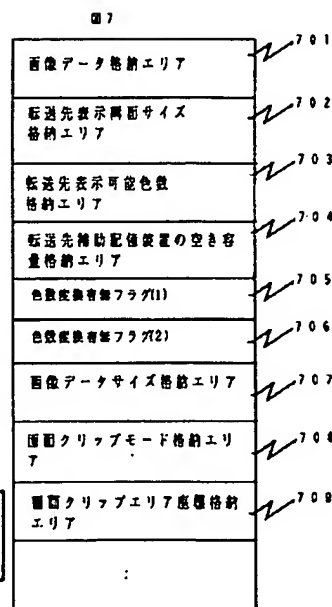 図7
画像データ格納エリア
701
転送先表示画面サイズ
格納エリア
702
転送先表示可能色数
格納エリア
703
転送先補助記憶装置の空き容
量格納エリア
704
色数変換有無フラグ(1)
705
色数変換有無フラグ(2)
706
画像データサイズ格納エリア
707
画面クリップモード格納エリ
ア
708
画面クリップエリア座標格納
エリア
709
: